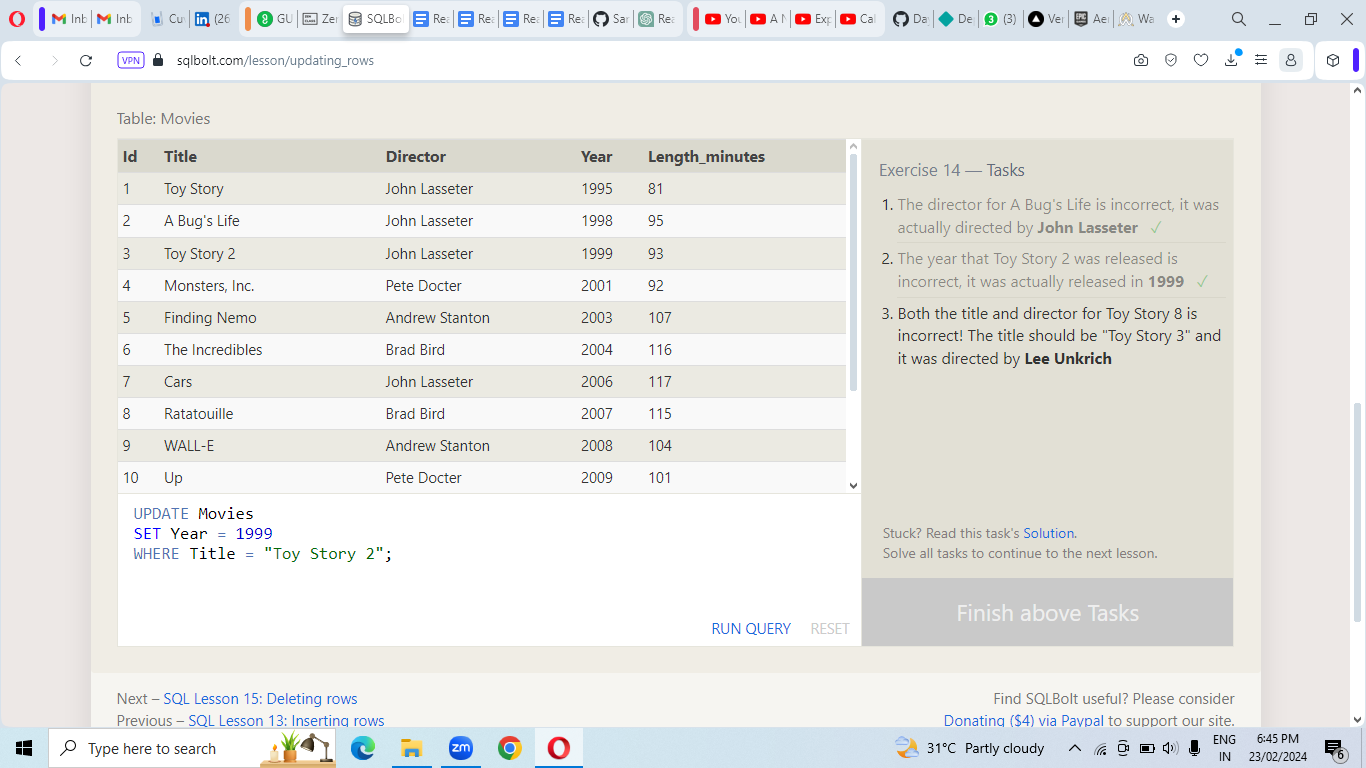 Inb
Inb
Cu
(26
GU
Zer
SQLBo
Rea
Rea
Rea
Rea
Sar
Rea
You
A N
Exp
Cal
Da
De
(3)
Ver
Aer
Wa
VPN
sqlbolt.com/lesson/updating_rows
Table: Movies
Id Title Director Year Length_minutes
1 Toy Story John Lasseter 1995 81
2 A Bug's Life John Lasseter 1998 95
3 Toy Story 2 John Lasseter 1999 93
4 Monsters, Inc. Pete Docter 2001 92
5 Finding Nemo Andrew Stanton 2003 107
6 The Incredibles Brad Bird 2004 116
7 Cars John Lasseter 2006 117
8 Ratatouille Brad Bird 2007 115
9 WALL-E Andrew Stanton 2008 104
10 Up Pete Docter 2009 101
UPDATE Movies
SET Year = 1999
WHERE Title = "Toy Story 2";
RUN QUERY RESET
Exercise 14 — Tasks
1. The director for A Bug's Life is incorrect, it was
actually directed by John Lasseter ✓
2. The year that Toy Story 2 was released is
incorrect, it was actually released in 1999 ✓
3. Both the title and director for Toy Story 8 is
incorrect! The title should be "Toy Story 3" and
it was directed by Lee Unkrich
Stuck? Read this task's Solution.
Solve all tasks to continue to the next lesson.
Finish above Tasks
Next – SQL Lesson 15: Deleting rows
Previous – SQL Lesson 13: Inserting rows
Find SQLBolt useful? Please consider
Donating ($4) via Paypal to support our site.
Type here to search
zm
31°C Partly cloudy
ENG
IN
6:45 PM
23/02/2024
6